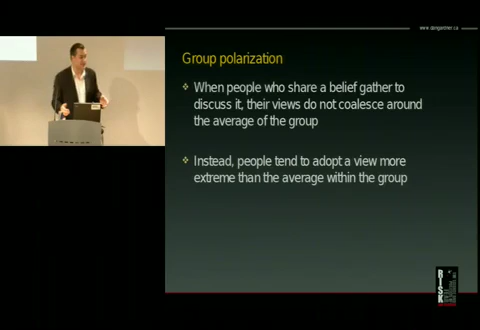 www.dangardner.ca
Group polarization
When people who share a belief gather to
discuss it, their views do not coalesce around
the average of the group
Instead, people tend to adopt a view more
extreme than the average within the group
RISK